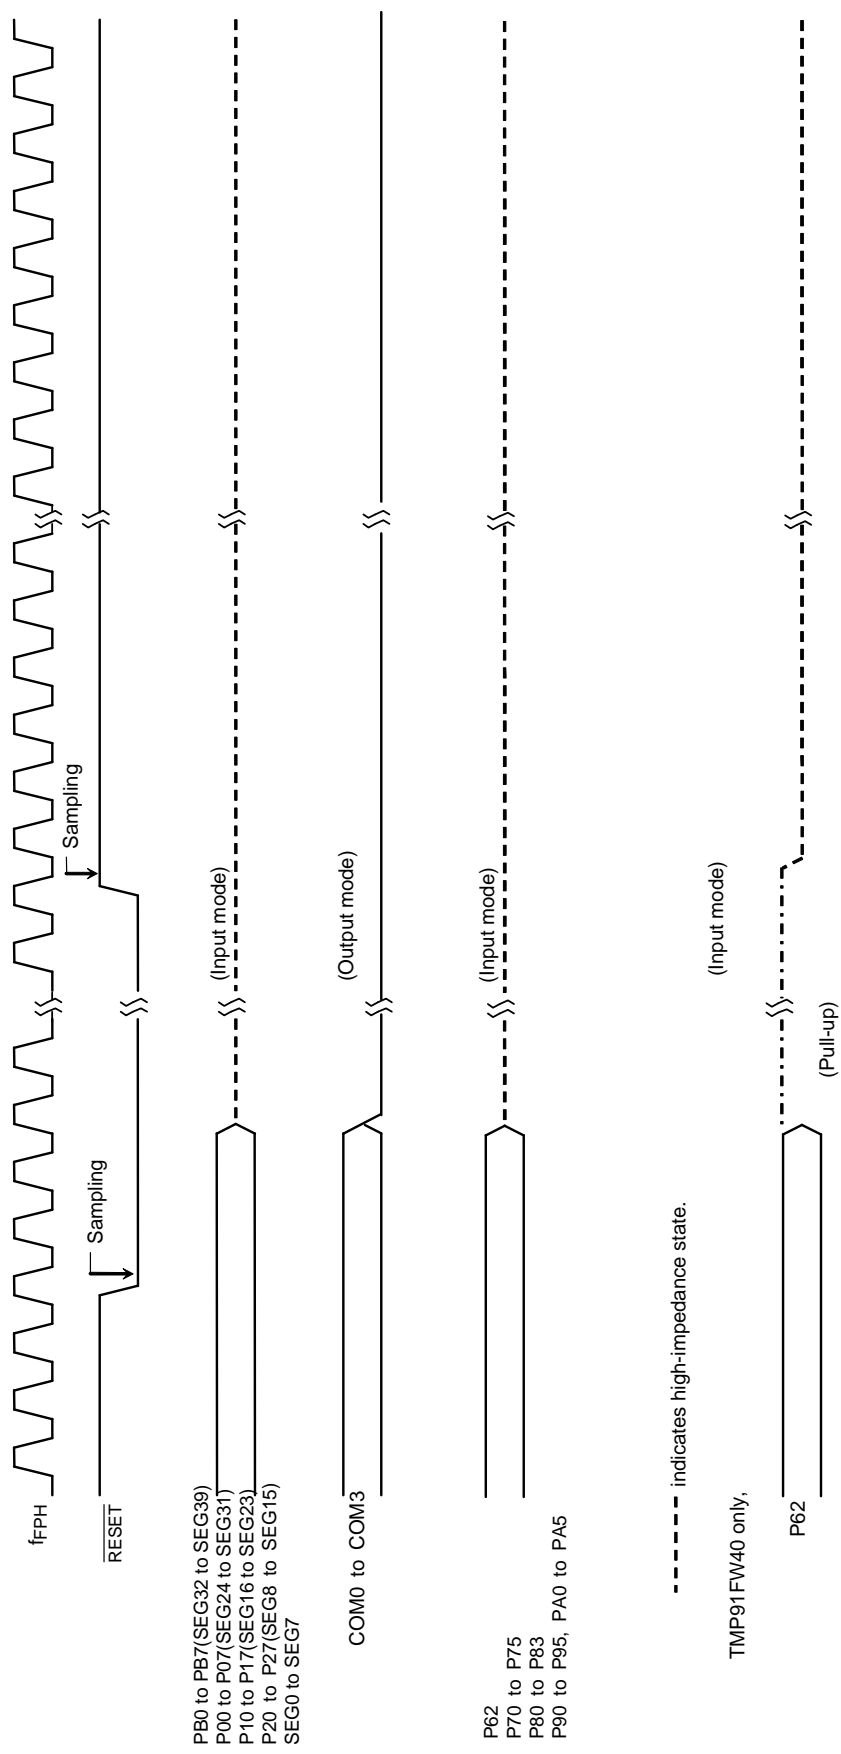 fFPH
RESET
Sampling
Sampling
PB0 to PB7(SEG32 to SEG39)
P00 to P07(SEG24 to SEG31)
P10 to P17(SEG16 to SEG23)
P20 to P27(SEG8 to SEG15)
SEG0 to SEG7
(Input mode)
COM0 to COM3
(Output mode)
P62
P70 to P75
P80 to P83
P90 to P95, PA0 to PA5
(Input mode)
indicates high-impedance state.
TMP91FW40 only,
(Input mode)
P62
(Pull-up)